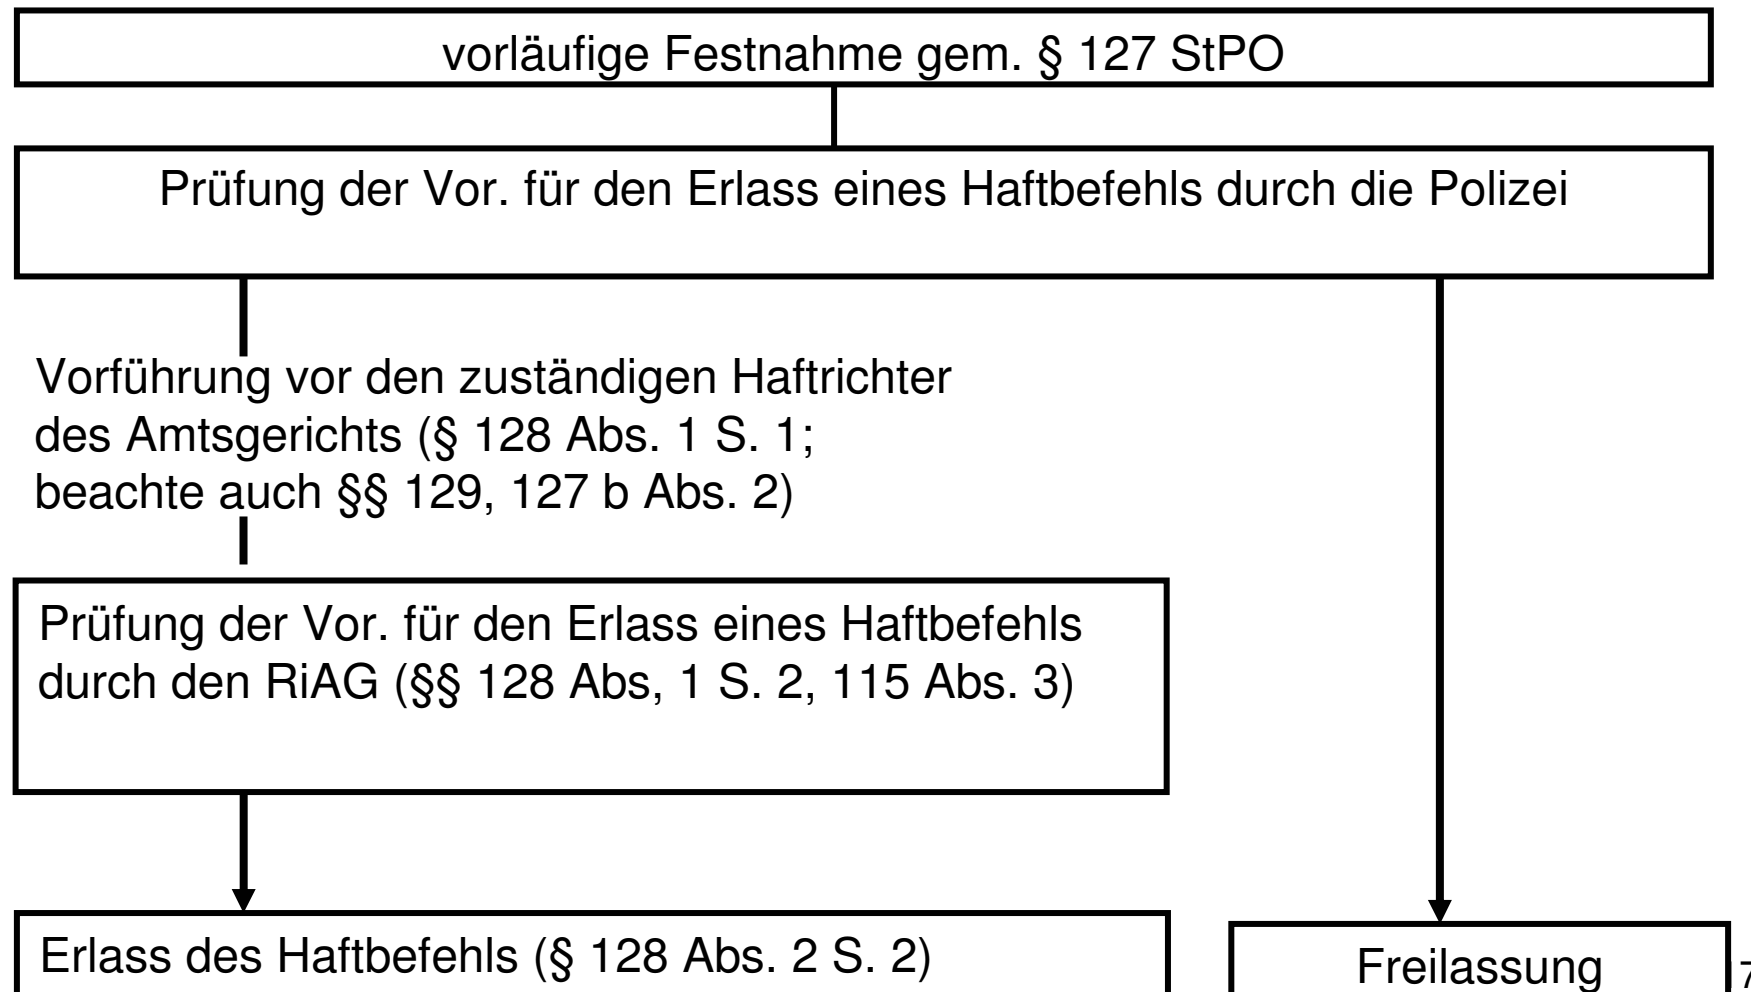 vorläufige Festnahme gem. § 127 StPO
Prüfung der Vor. für den Erlass eines Haftbefehls durch die Polizei
Vorführung vor den zuständigen Haftrichter
des Amtsgerichts (§ 128 Abs. 1 S. 1;
beachte auch §§ 129, 127 b Abs. 2)
Prüfung der Vor. für den Erlass eines Haftbefehls
durch den RiAG (§§ 128 Abs, 1 S. 2, 115 Abs. 3)
Erlass des Haftbefehls (§ 128 Abs. 2 S. 2)
Freilassung